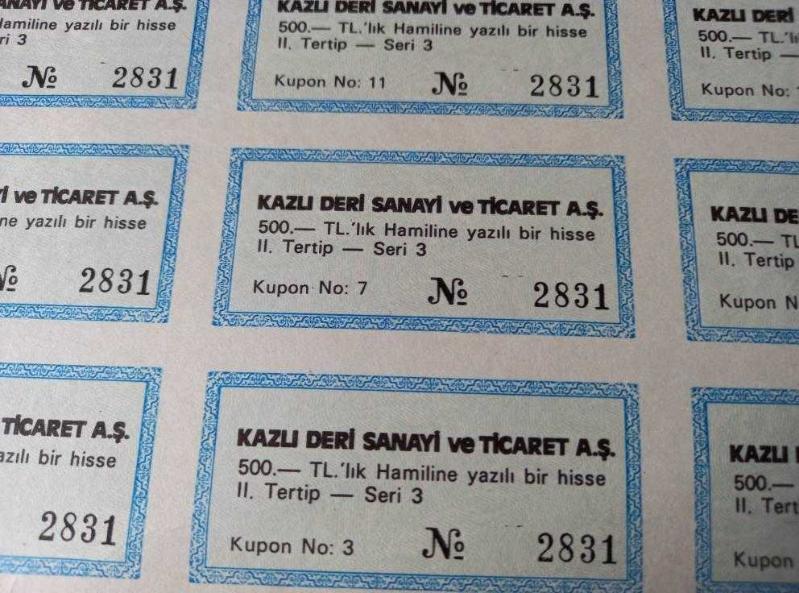 SANAYİ ve TİCARET A.Ş.
Hamiline yazılı bir hisse
ri 3
№ 2831
KAZLI DERİ SANAYİ ve TİCARET A.Ş.
500.— TL.'lık Hamiline yazılı bir hisse
II. Tertip — Seri 3
Kupon No: 11 № 2831
KAZLI DERİ
500.— TL.'lı
II. Tertip —
Kupon No:
İ ve TİCARET A.Ş.
ne yazılı bir hisse
№ 2831
KAZLI DERİ SANAYİ ve TİCARET A.Ş.
500.— TL.'lık Hamiline yazılı bir hisse
II. Tertip — Seri 3
Kupon No: 7 № 2831
KAZLI DE
500.— TL
II. Tertip
Kupon N
TİCARET A.Ş.
azılı bir hisse
2831
KAZLI DERİ SANAYİ ve TİCARET A.Ş.
500.— TL.'lık Hamiline yazılı bir hisse
II. Tertip — Seri 3
Kupon No: 3 № 2831
KAZLI
500.—
II. Tert
Kupon